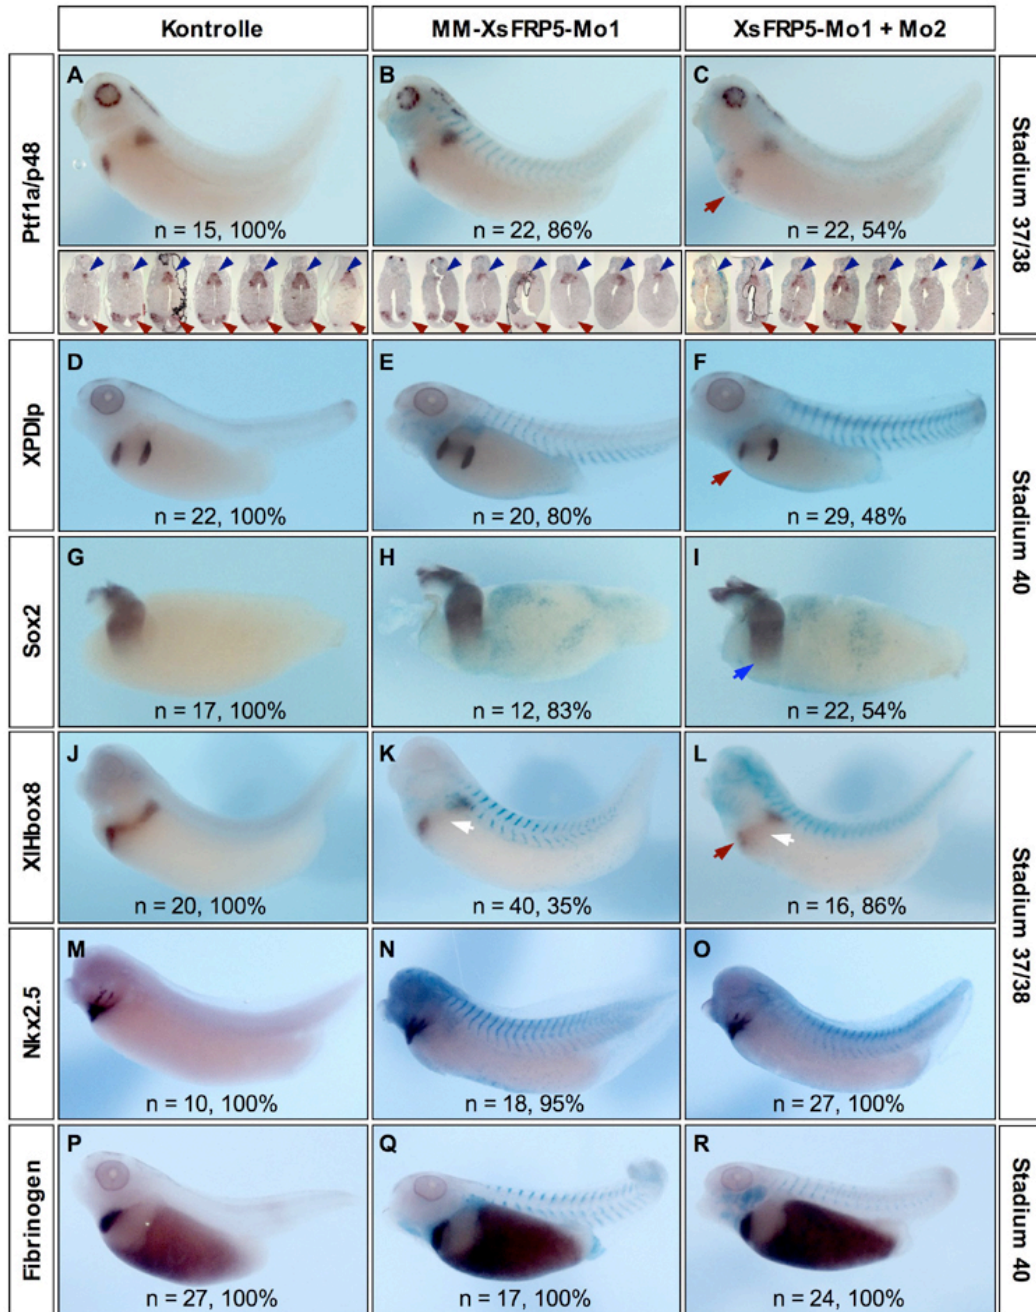 Kontrolle
MM-XsFRP5-Mo1
XsFRP5-Mo1 + Mo2
Ptf1a/p48
A
B
C
Stadium 37/38
n = 15, 100%
n = 22, 86%
n = 22, 54%
XPDIp
D
E
F
Stadium 40
n = 22, 100%
n = 20, 80%
n = 29, 48%
Sox2
G
H
I
n = 17, 100%
n = 12, 83%
n = 22, 54%
XlHbox8
J
K
L
Stadium 37/38
n = 20, 100%
n = 40, 35%
n = 16, 86%
Nkx2.5
M
N
O
n = 10, 100%
n = 18, 95%
n = 27, 100%
Fibrinogen
P
Q
R
Stadium 40
n = 27, 100%
n = 17, 100%
n = 24, 100%